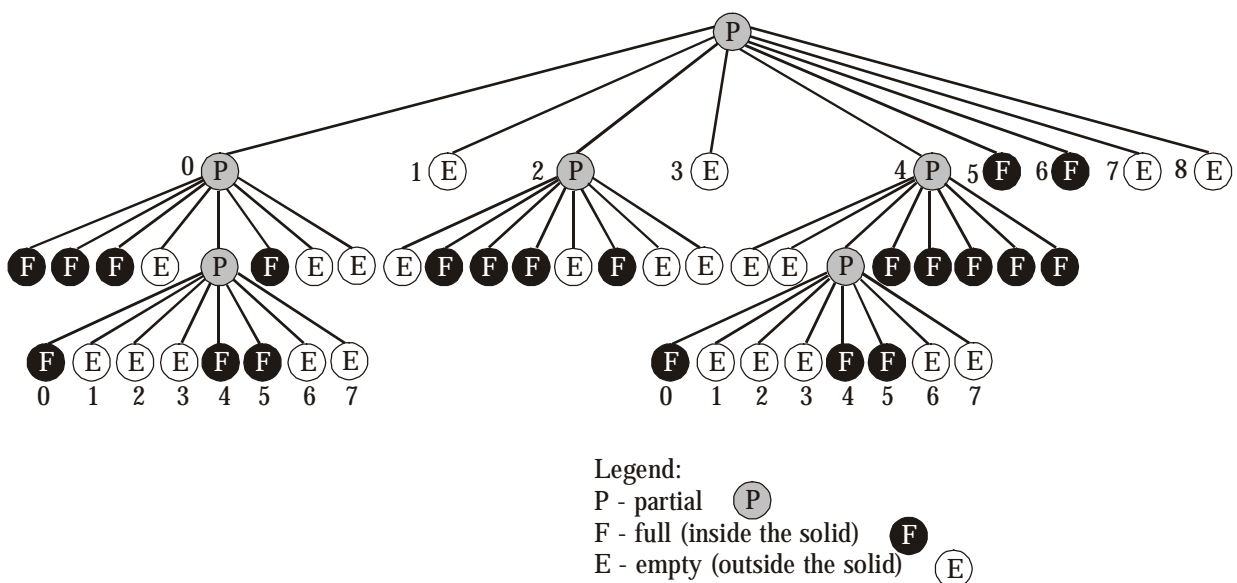 P
0 P 1 E 2 P 3 E 4 P 5 F 6 F 7 E 8 E
F F F E P F E E E F F F E F E E E E P F F F F F
F E E E F F E E F E E E F F E E
0 1 2 3 4 5 6 7 0 1 2 3 4 5 6 7
Legend:
P - partial P
F - full (inside the solid) F
E - empty (outside the solid) E